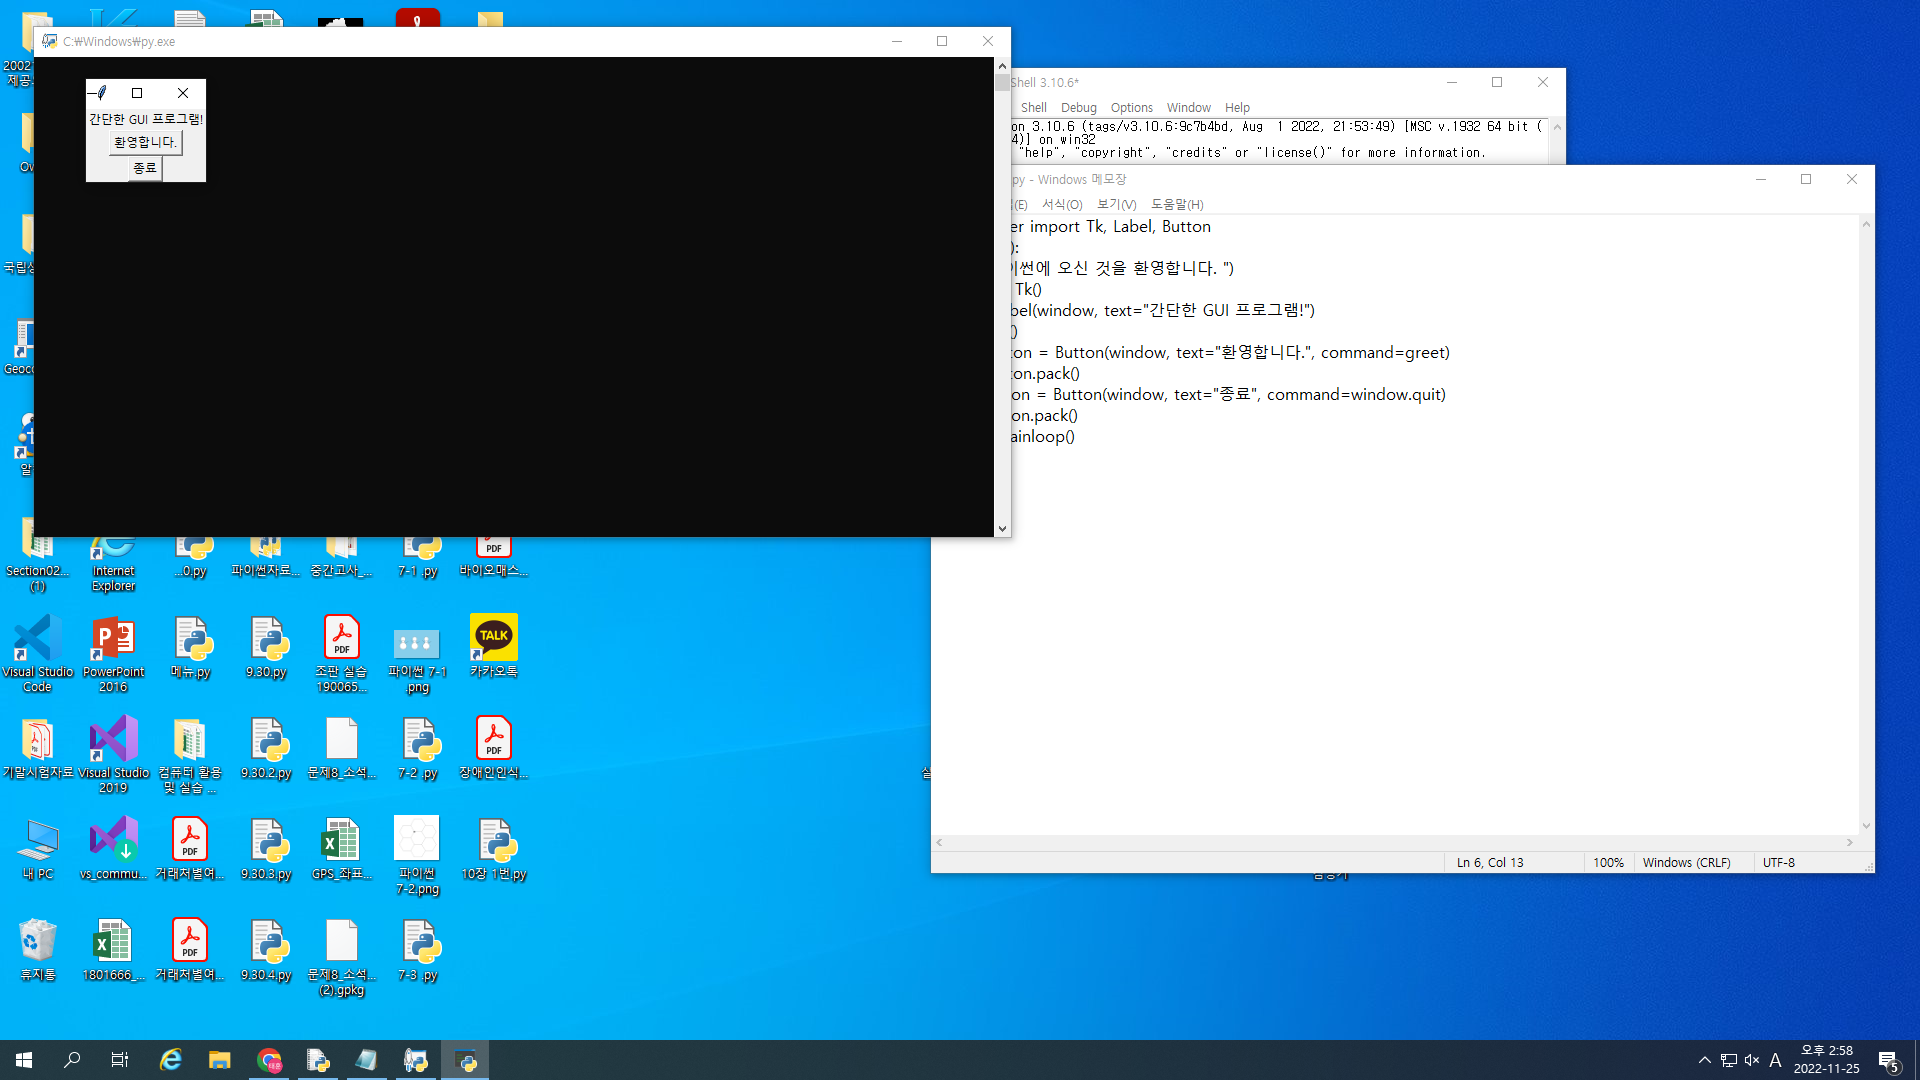 C:₩Windows₩py.exe
간단한 GUI 프로그램!
환영합니다.
종료
Shell 3.10.6*
Shell Debug Options Window Help
on 3.10.6 (tags/v3.10.6:9c7b4bd, Aug  1 2022, 21:53:49) [MSC v.1932 64 bit (
4)] on win32
"help", "copyright", "credits" or "license()" for more information.
py - Windows 메모장
(E) 서식(O) 보기(V) 도움말(H)
er import Tk, Label, Button
):
이썬에 오신 것을 환영합니다. ")
Tk()
bel(window, text="간단한 GUI 프로그램!")
()
ton = Button(window, text="환영합니다.", command=greet)
ton.pack()
on = Button(window, text="종료", command=window.quit)
on.pack()
ainloop()
Ln 6, Col 13
100%
Windows (CRLF)
UTF-8
2002
제공
Ow
국립
Geoc
알
Section02...
(1)
Internet
Explorer
...0.py
파이썬자료...
중간고사_...
7-1 .py
PDF
바이오매스...
Visual Studio
Code
PowerPoint
2016
메뉴.py
9.30.py
PDF
조판 실습
190065...
파이썬 7-1
.png
TALK
카카오톡
기말시험자료
Visual Studio
2019
컴퓨터 활용
및 실습 ...
9.30.2.py
문제8_소석...
7-2 .py
PDF
장애인인식...
내 PC
vs_commu...
PDF
거래처별여...
9.30.3.py
GPS_좌표...
파이썬
7-2.png
10장 1번.py
휴지통
1801666_...
PDF
거래처별여...
9.30.4.py
문제8_소석...
(2).gpkg
7-3 .py
A
오후 2:58
2022-11-25
5